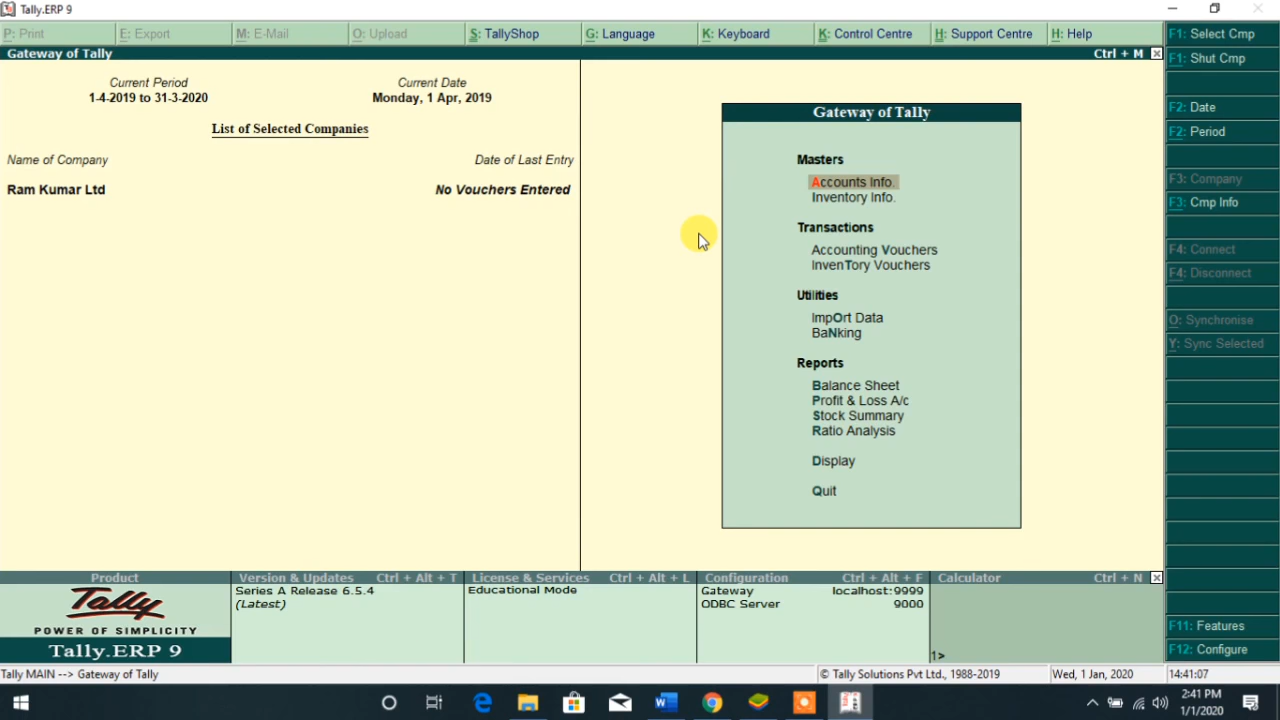 Tally.ERP 9
P: Print
E: Export
M: E-Mail
O: Upload
S: TallyShop
G: Language
K: Keyboard
K: Control Centre
H: Support Centre
H: Help
Gateway of Tally
Ctrl + M
Current Period
1-4-2019 to 31-3-2020
Current Date
Monday, 1 Apr, 2019
List of Selected Companies
Name of Company
Date of Last Entry
Ram Kumar Ltd
No Vouchers Entered
Gateway of Tally
Masters
Accounts Info.
Inventory Info.
Transactions
Accounting Vouchers
InvenTory Vouchers
Utilities
ImpOrt Data
BaNking
Reports
Balance Sheet
Profit & Loss A/c
Stock Summary
Ratio Analysis
Display
Quit
F1: Select Cmp
F1: Shut Cmp
F2: Date
F2: Period
F3: Company
F3: Cmp Info
F4: Connect
F4: Disconnect
O: Synchronise
Y: Sync Selected
F11: Features
F12: Configure
Product
Tally
POWER OF SIMPLICITY
Tally.ERP 9
Version & Updates Ctrl + Alt + T
Series A Release 6.5.4
(Latest)
License & Services Ctrl + Alt + L
Educational Mode
Configuration Ctrl + Alt + F
Gateway localhost:9999
ODBC Server 9000
Calculator Ctrl + N
1>
Tally MAIN --> Gateway of Tally
© Tally Solutions Pvt Ltd., 1988-2019
Wed, 1 Jan, 2020
14:41:07
2:41 PM
1/1/2020